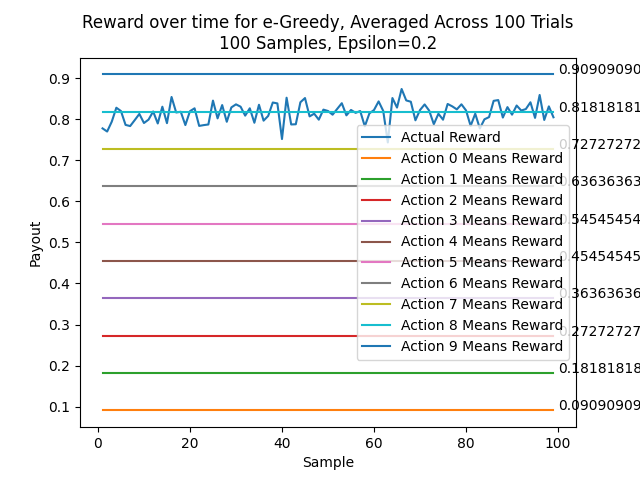 Reward over time for e-Greedy, Averaged Across 100 Trials
100 Samples, Epsilon=0.2
Payout
0.9
0.8
0.7
0.6
0.5
0.4
0.3
0.2
0.1
0.909090909
0.818181818
0.72727272
0.63636363
0.54545454
0.45454545
0.36363636
0.27272727
0.18181818
0.09090909
Actual Reward
Action 0 Means Reward
Action 1 Means Reward
Action 2 Means Reward
Action 3 Means Reward
Action 4 Means Reward
Action 5 Means Reward
Action 6 Means Reward
Action 7 Means Reward
Action 8 Means Reward
Action 9 Means Reward
0 20 40 60 80 100
Sample